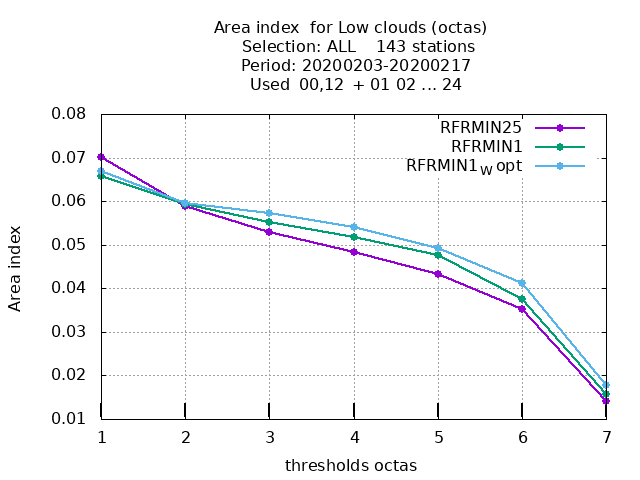 Area index  for Low clouds (octas)
Selection: ALL    143 stations
Period: 20200203-20200217
Used  00,12  + 01 02 ... 24
RFRMIN25
RFRMIN1
RFRMIN1W opt
0.08
0.07
0.06
0.05
0.04
0.03
0.02
0.01
Area index
1 2 3 4 5 6 7
thresholds octas